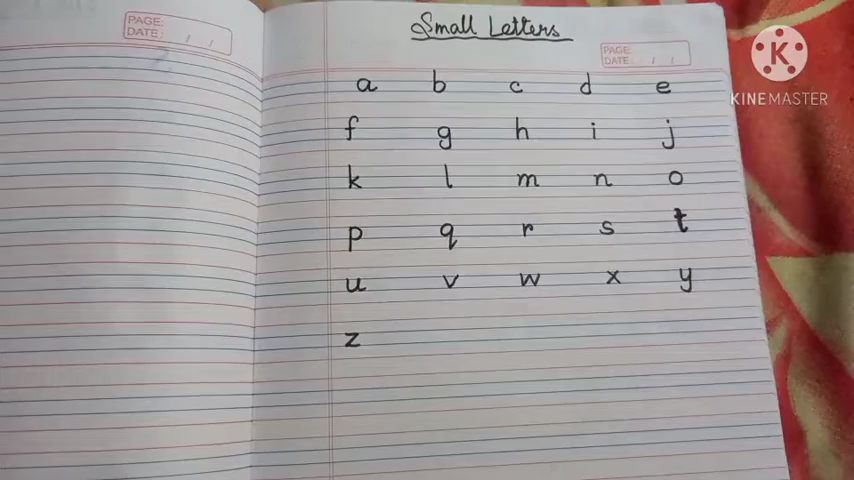 PAGE:
DATE: / /
Small Letters
PAGE:
DATE: / /
K
KINEMASTER
a b c d e
f g h i j
k l m n o
p q r s t
u v w x y
z